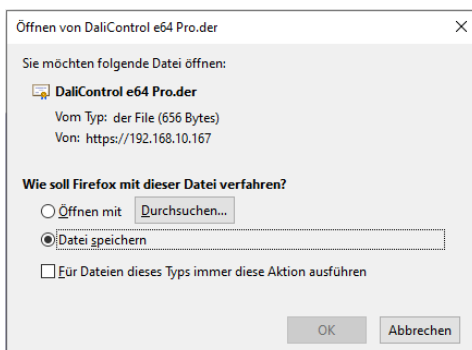 Öffnen von DaliControl e64 Pro.der
Sie möchten folgende Datei öffnen:
DaliControl e64 Pro.der
Vom Typ: der File (656 Bytes)
Von: https://192.168.10.167
Wie soll Firefox mit dieser Datei verfahren?
Öffnen mit Durchsuchen...
Datei speichern
Für Dateien dieses Typs immer diese Aktion ausführen
OK Abbrechen